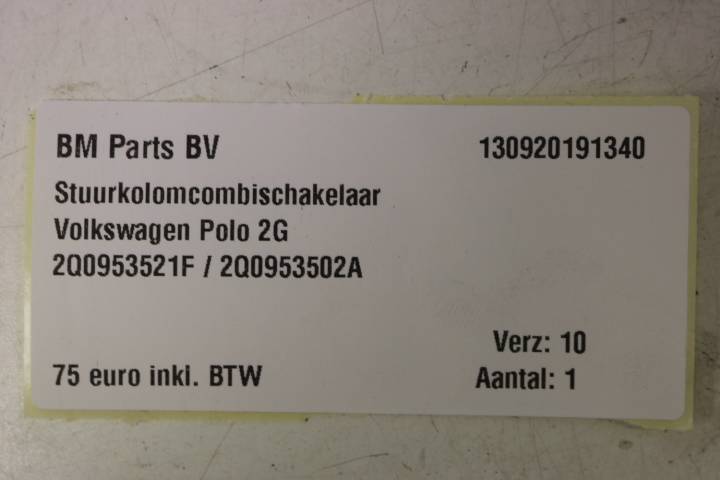 BM Parts BV 130920191340
Stuurkolomcombischakelaar
Volkswagen Polo 2G
2Q0953521F / 2Q0953502A
Verz: 10
75 euro inkl. BTW Aantal: 1